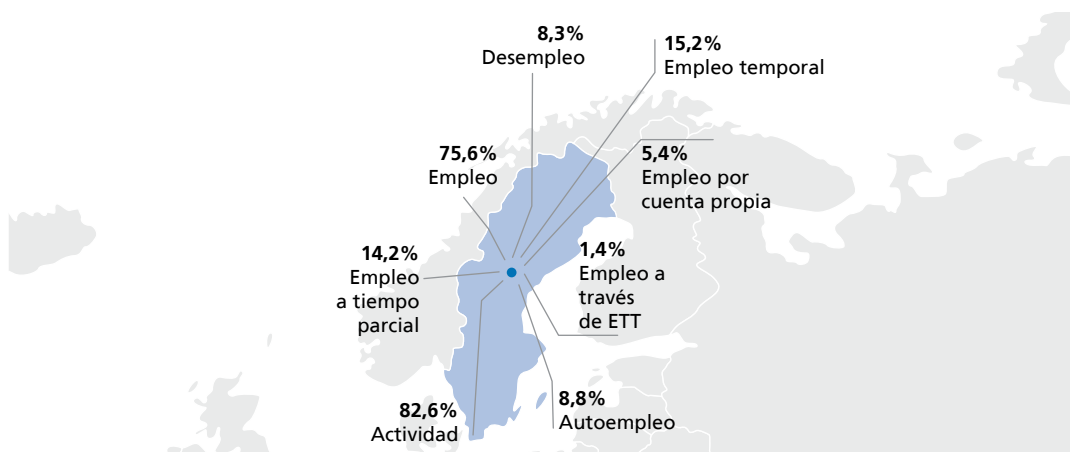 8,3%
Desempleo
15,2%
Empleo temporal
75,6%
Empleo
5,4%
Empleo por
cuenta propia
14,2%
Empleo
a tiempo
parcial
1,4%
Empleo a
través
de ETT
82,6%
Actividad
8,8%
Autoempleo